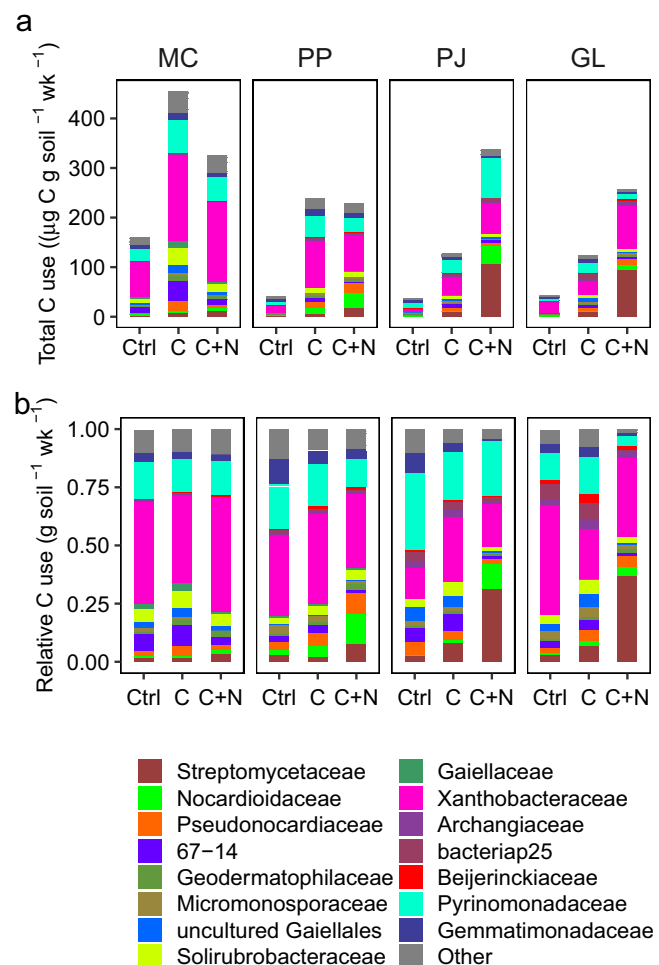 a
MC PP PJ GL
Total C use ((µg C g soil ⁻¹ wk⁻¹)
400
300
200
100
0
Ctrl C C+N Ctrl C C+N Ctrl C C+N Ctrl C C+N
b
Relative C use (g soil ⁻¹ wk⁻¹)
1.00
0.75
0.50
0.25
0.00
Ctrl C C+N Ctrl C C+N Ctrl C C+N Ctrl C C+N
Streptomycetaceae Gaiellaceae
Nocardioidaceae Xanthobacteraceae
Pseudonocardiaceae Archangiaceae
67−14 bacteriap25
Geodermatophilaceae Beijerinckiaceae
Micromonosporaceae Pyrinomonadaceae
uncultured Gaiellales Gemmatimonadaceae
Solirubrobacteraceae Other